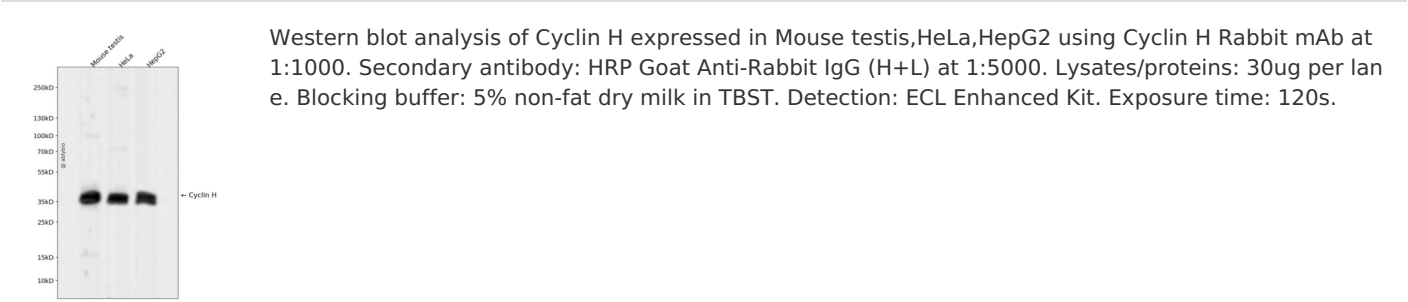 Mouse testis
HeLa
HepG2
250kD
130kD
100kD
70kD
55kD
35kD
25kD
15kD
10kD
@ abtybio
← Cyclin H
Western blot analysis of Cyclin H expressed in Mouse testis,HeLa,HepG2 using Cyclin H Rabbit mAb at
1:1000. Secondary antibody: HRP Goat Anti-Rabbit IgG (H+L) at 1:5000. Lysates/proteins: 30ug per lan
e. Blocking buffer: 5% non-fat dry milk in TBST. Detection: ECL Enhanced Kit. Exposure time: 120s.